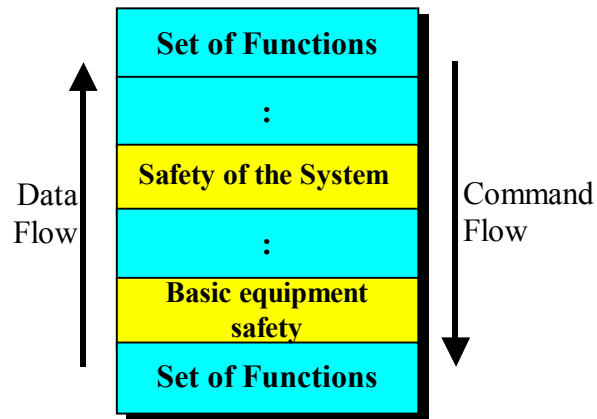 Set of Functions
:
Safety of the System
Data
Flow
Command
Flow
:
Basic equipment
safety
Set of Functions